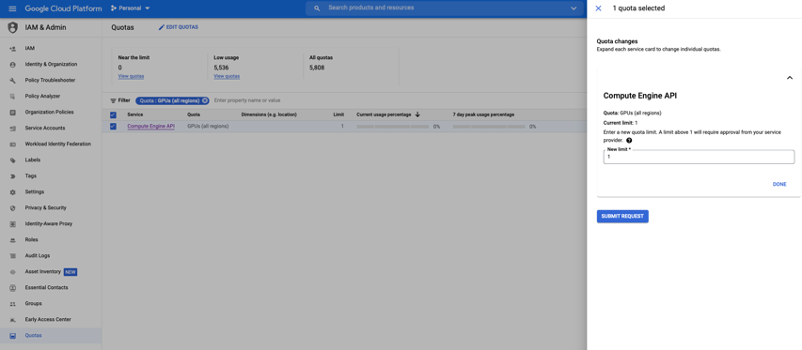 Google Cloud Platform
Personal
Search products and resources
1 quota selected
IAM & Admin
Quotas
EDIT QUOTAS
IAM
Identity & Organization
Policy Troubleshooter
Policy Analyzer
Organization Policies
Service Accounts
Workload Identity Federation
Labels
Tags
Settings
Privacy & Security
Identity-Aware Proxy
Roles
Audit Logs
Asset Inventory NEW
Essential Contacts
Groups
Early Access Center
Quotas
Near the limit
0
View quotas
Low usage
5,536
View quotas
All quotas
5,808
Filter Quota : GPUs (all regions) Enter property name or value
Service Quota Dimensions (e.g. location) Limit Current usage percentage 7 day peak usage percentage
Compute Engine API GPUs (all regions) 1 0% 0%
Quota changes
Expand each service card to change individual quotas.
Compute Engine API
Quota: GPUs (all regions)
Current limit: 1
Enter a new quota limit. A limit above 1 will require approval from your service
provider. ?
New limit *
1
DONE
SUBMIT REQUEST